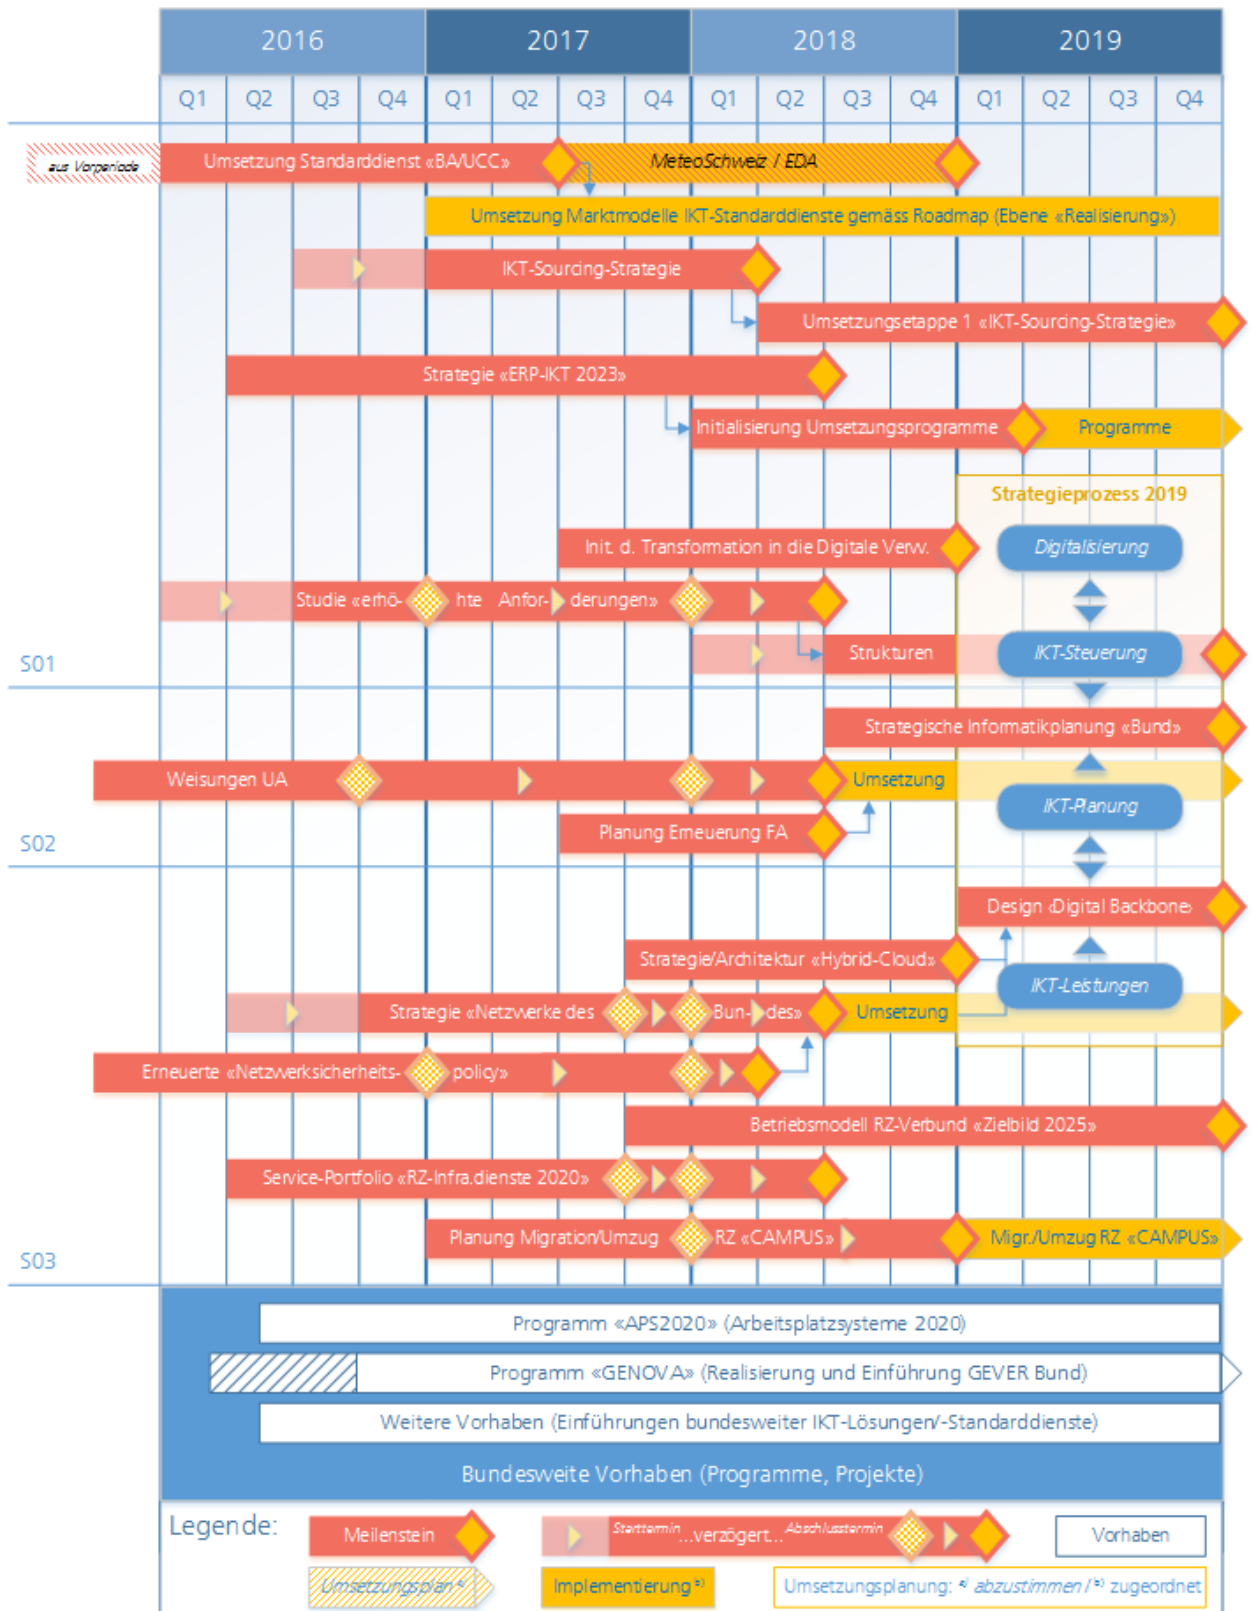 2016 2017 2018 2019
Q1 Q2 Q3 Q4 Q1 Q2 Q3 Q4 Q1 Q2 Q3 Q4 Q1 Q2 Q3 Q4
aus Vorperiode Umsetzung Standarddienst «BA/UCC» MeteoSchweiz / EDA
Umsetzung Marktmodelle IKT-Standarddienste gemäss Roadmap (Ebene «Realisierung»)
IKT-Sourcing-Strategie
Umsetzungsetappe 1 «IKT-Sourcing-Strategie»
Strategie «ERP-IKT 2023»
Initialisierung Umsetzungsprogramme Programme
Strategieprozess 2019
Init. d. Transformation in die Digitale Verw. Digitalisierung
Studie «erhö- hte Anfor- derungen»
S01 Strukturen IKT-Steuerung
Strategische Informatikplanung «Bund»
Weisungen UA Umsetzung
IKT-Planung
S02 Planung Erneuerung FA
Design «Digital Backbone»
Strategie/Architektur «Hybrid-Cloud»
IKT-Leistungen
Strategie «Netzwerke des Bun- des» Umsetzung
Erneuerte «Netzwerksicherheits- policy»
Betriebsmodell RZ-Verbund «Zielbild 2025»
Service-Portfolio «RZ-Infra.dienste 2020»
Planung Migration/Umzug RZ «CAMPUS» Migr./Umzug RZ «CAMPUS»
S03
Programm «APS2020» (Arbeitsplatzsysteme 2020)
Programm «GENOVA» (Realisierung und Einführung GEVER Bund)
Weitere Vorhaben (Einführungen bundesweiter IKT-Lösungen/-Standarddienste)
Bundesweite Vorhaben (Programme, Projekte)
Legende: Meilenstein Starttermin ...verzögert... Abschlusstermin Vorhaben
Umsetzungsplan a) Implementierung b) Umsetzungsplanung: a) abzustimmen / b) zugeordnet